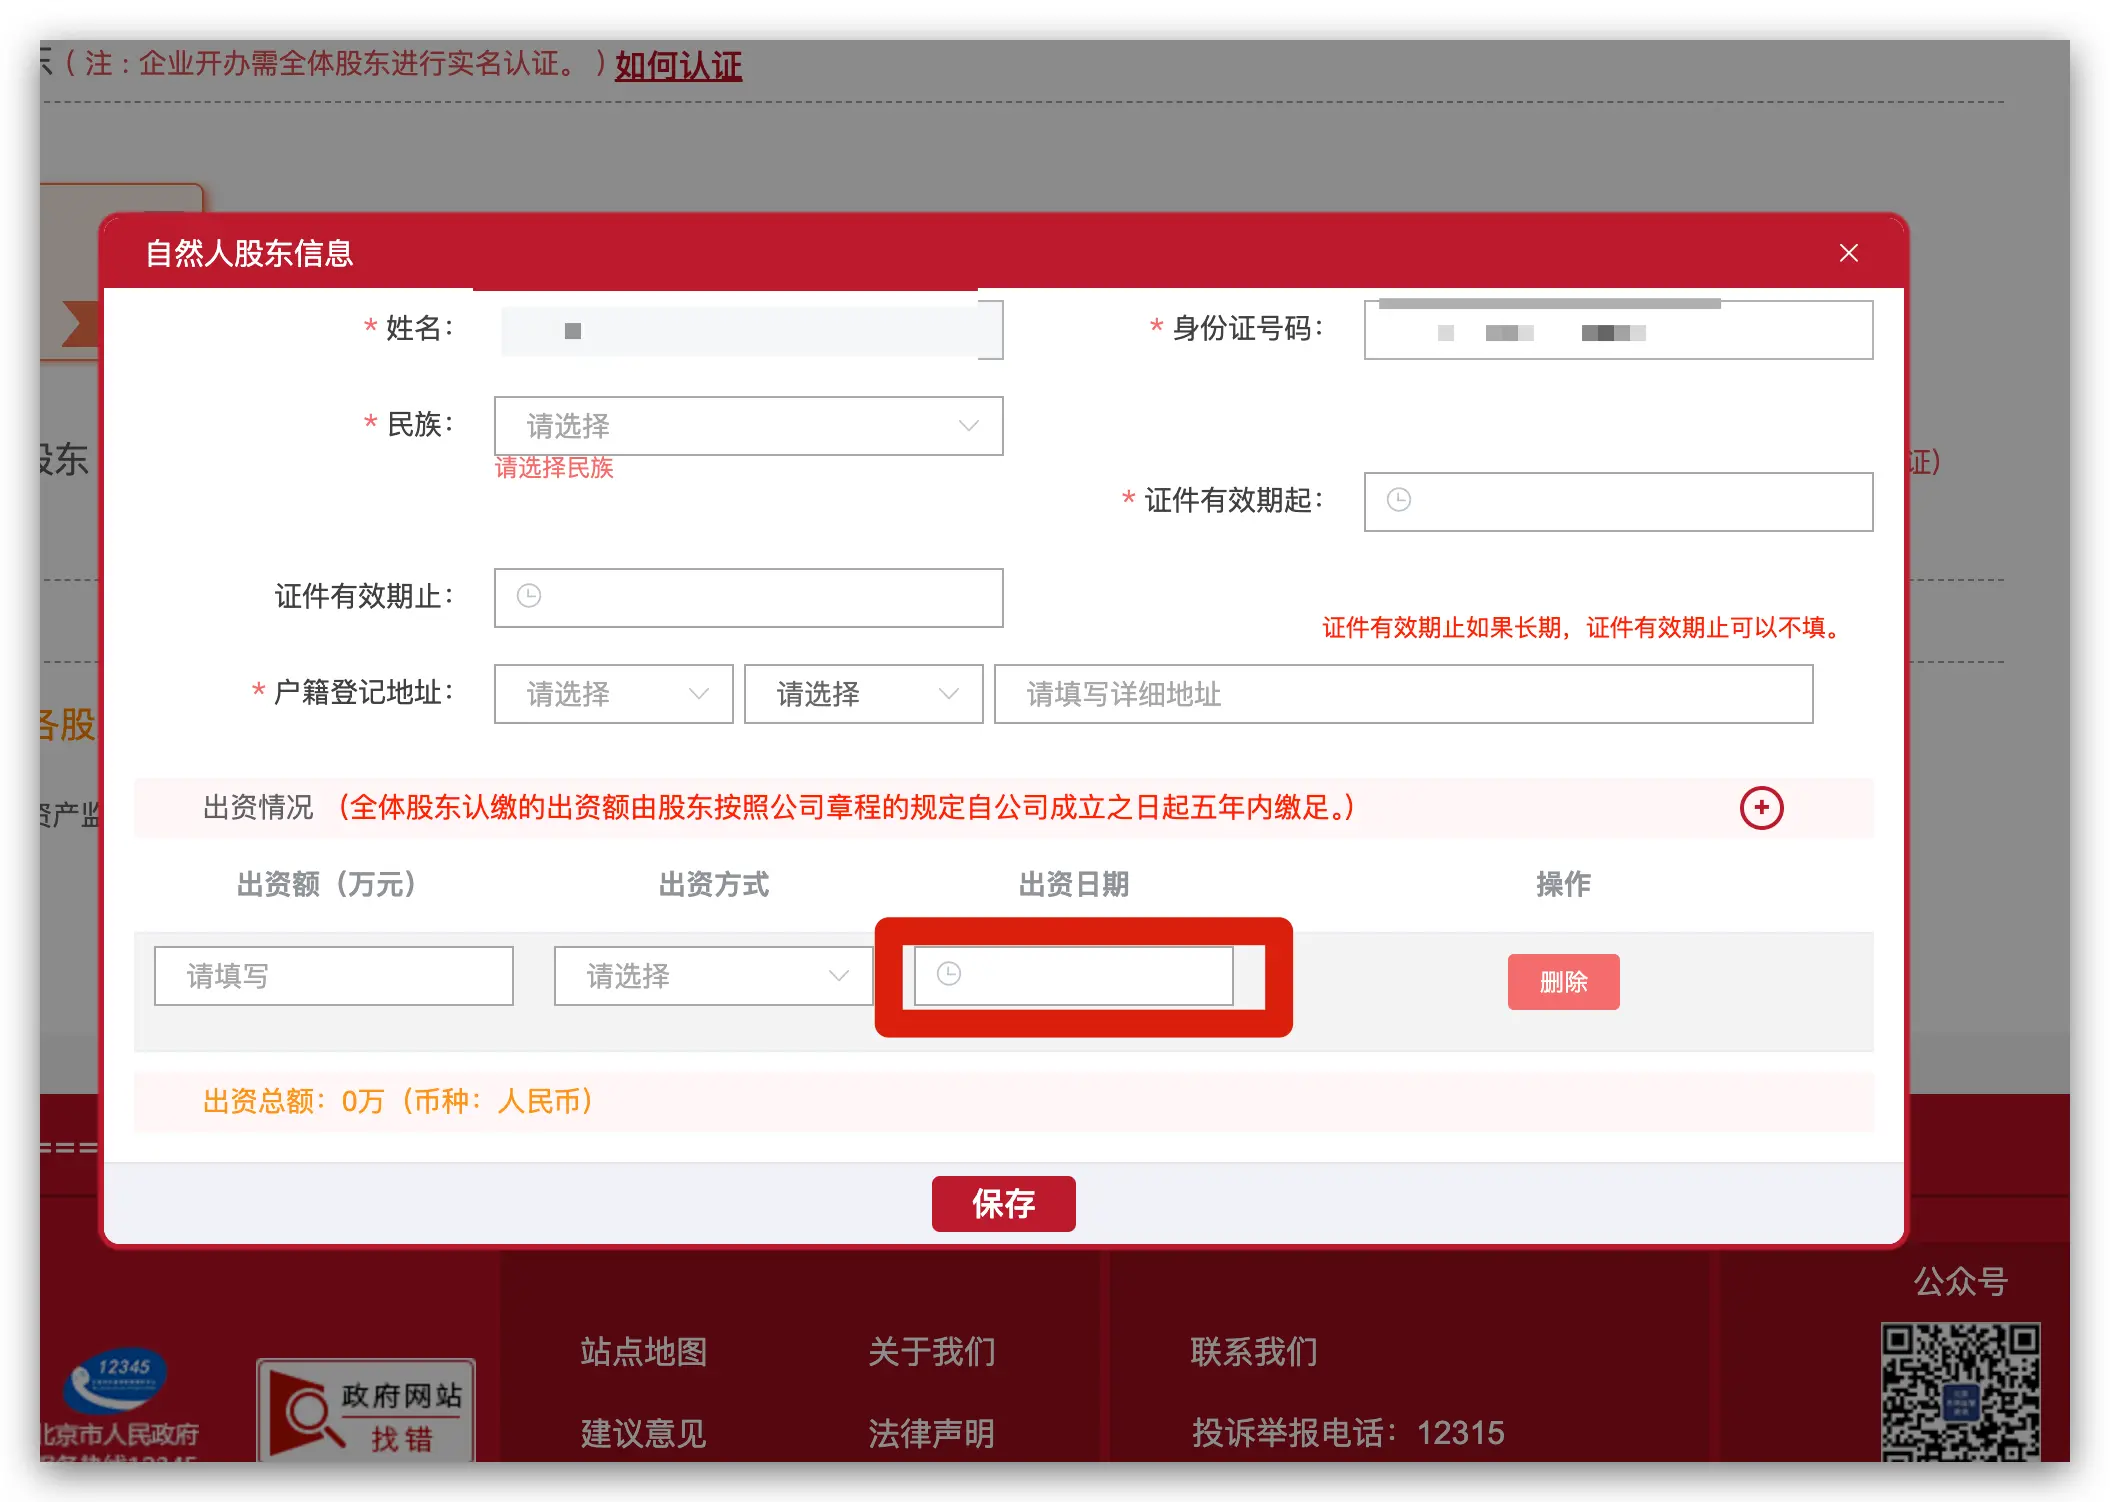 东（注：企业开办需全体股东进行实名认证。）如何认证
自然人股东信息
* 姓名：
* 身份证号码：
* 民族： 请选择
请选择民族
* 证件有效期起：
证件有效期止：
证件有效期止如果长期，证件有效期止可以不填。
* 户籍登记地址： 请选择 请选择 请填写详细地址
股东
证）
各股
资产监
出资情况 （全体股东认缴的出资额由股东按照公司章程的规定自公司成立之日起五年内缴足。）
出资额（万元） 出资方式 出资日期 操作
请填写 请选择 删除
出资总额：0万（币种：人民币）
===
保存
公众号
站点地图 关于我们 联系我们
12345
北京市人民政府
政府网站
找错
建议意见 法律声明 投诉举报电话：12315